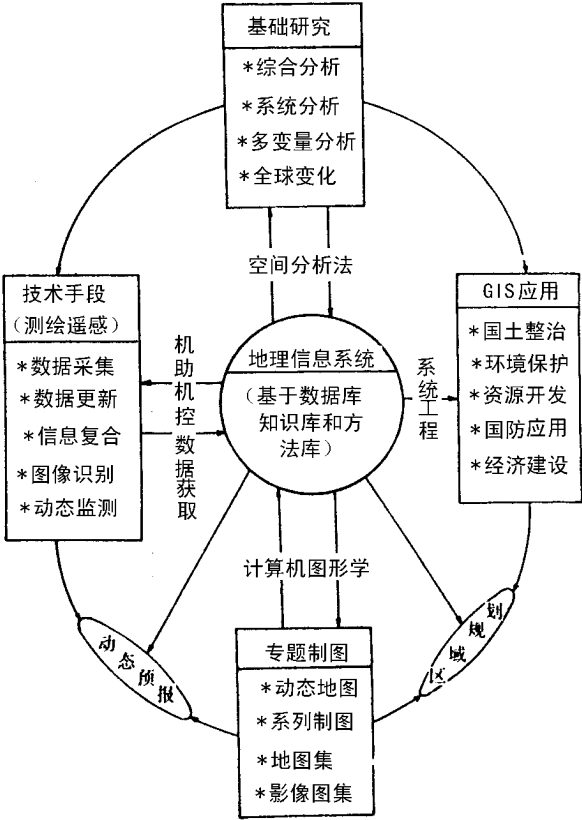 基础研究
*综合分析
*系统分析
*多变量分析
*全球变化
空间分析法
技术手段
(测绘遥感)
*数据采集
*数据更新
*信息复合
*图像识别
*动态监测
机助机控
数据获取
地理信息系统
(基于数据库
知识库和方
法库)
系统工程
GIS应用
*国土整治
*环境保护
*资源开发
*国防应用
*经济建设
计算机图形学
专题制图
*动态地图
*系列制图
*地图集
*影像图集
动态预报
区域规划